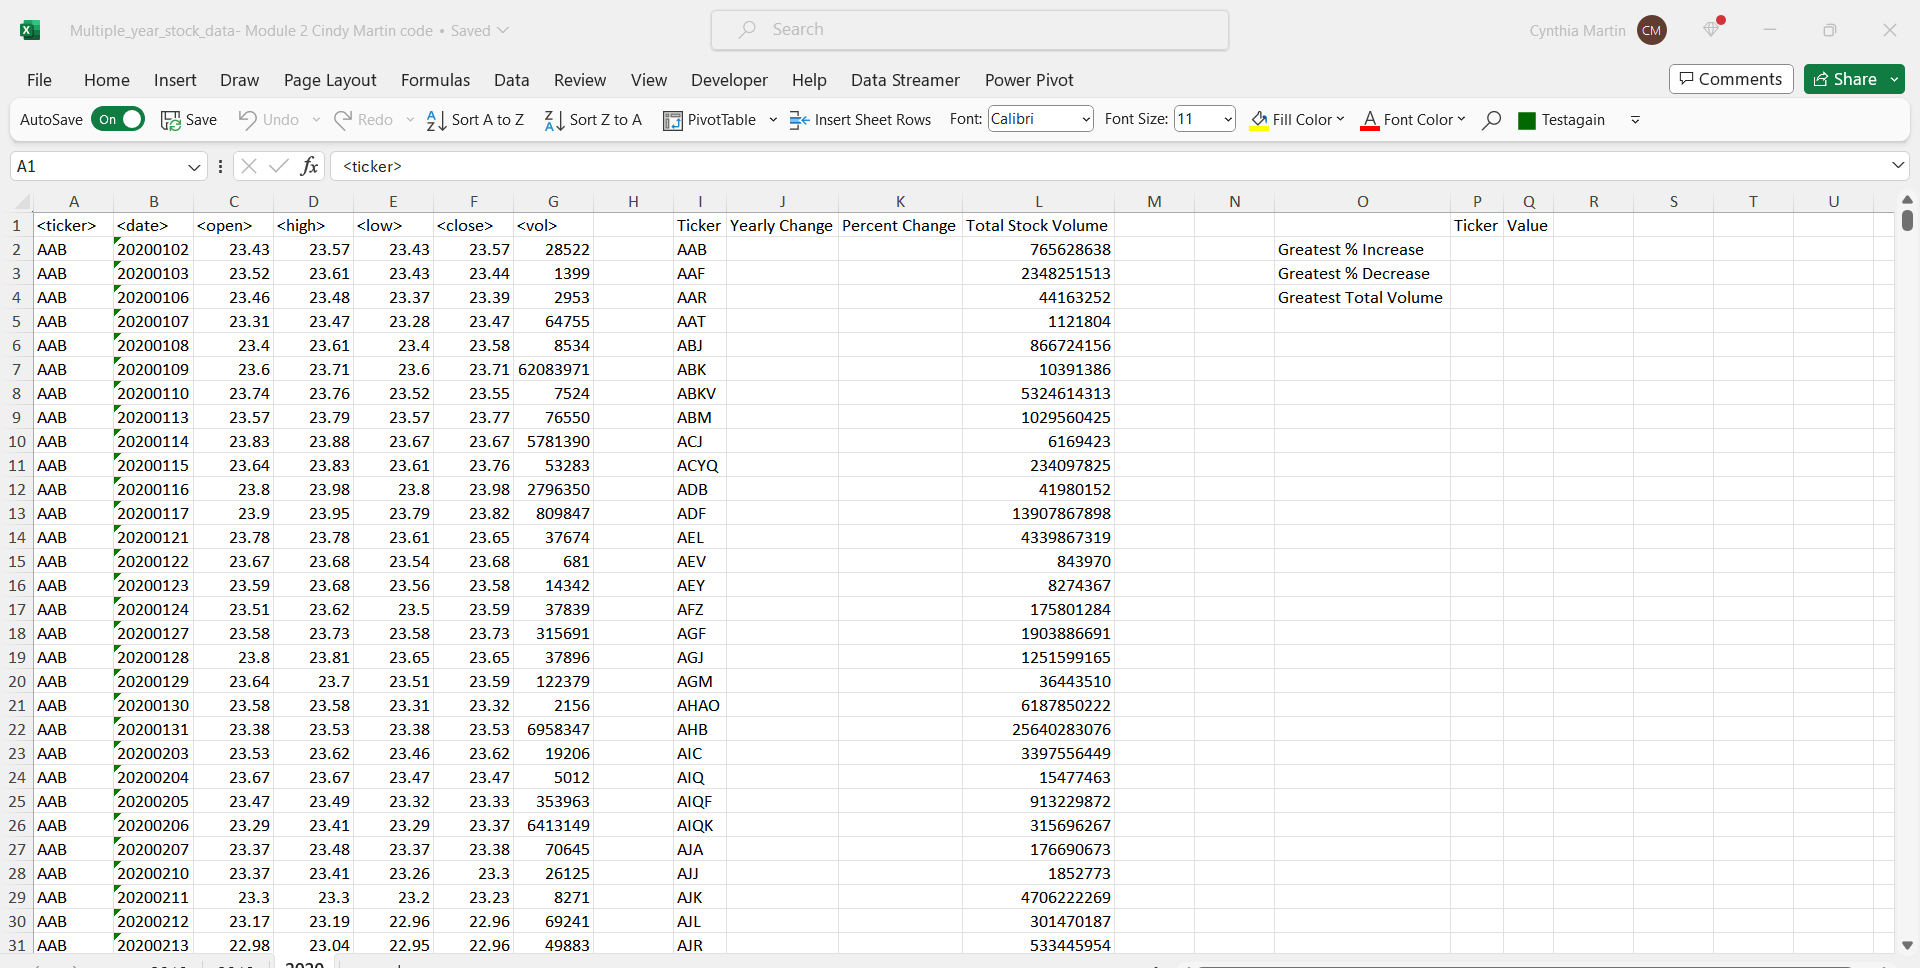 Multiple_year_stock_data- Module 2 Cindy Martin code • Saved
Search
Cynthia Martin CM
File Home Insert Draw Page Layout Formulas Data Review View Developer Help Data Streamer Power Pivot Comments Share
AutoSave On Save Undo Redo Sort A to Z Sort Z to A PivotTable Insert Sheet Rows Font: Calibri Font Size: 11 Fill Color Font Color Testagain
A1 fx <ticker>
A B C D E F G H I J K L M N O P Q R S T U
1 <ticker> <date> <open> <high> <low> <close> <vol> Ticker Yearly Change Percent Change Total Stock Volume Ticker Value
2 AAB 20200102 23.43 23.57 23.43 23.57 28522 AAB 765628638 Greatest % Increase
3 AAB 20200103 23.52 23.61 23.43 23.44 1399 AAF 2348251513 Greatest % Decrease
4 AAB 20200106 23.46 23.48 23.37 23.39 2953 AAR 44163252 Greatest Total Volume
5 AAB 20200107 23.31 23.47 23.28 23.47 64755 AAT 1121804
6 AAB 20200108 23.4 23.61 23.4 23.58 8534 ABJ 866724156
7 AAB 20200109 23.6 23.71 23.6 23.71 62083971 ABK 10391386
8 AAB 20200110 23.74 23.76 23.52 23.55 7524 ABKV 5324614313
9 AAB 20200113 23.57 23.79 23.57 23.77 76550 ABM 1029560425
10 AAB 20200114 23.83 23.88 23.67 23.67 5781390 ACJ 6169423
11 AAB 20200115 23.64 23.83 23.61 23.76 53283 ACYQ 234097825
12 AAB 20200116 23.8 23.98 23.8 23.98 2796350 ADB 41980152
13 AAB 20200117 23.9 23.95 23.79 23.82 809847 ADF 13907867898
14 AAB 20200121 23.78 23.78 23.61 23.65 37674 AEL 4339867319
15 AAB 20200122 23.67 23.68 23.54 23.68 681 AEV 843970
16 AAB 20200123 23.59 23.68 23.56 23.58 14342 AEY 8274367
17 AAB 20200124 23.51 23.62 23.5 23.59 37839 AFZ 175801284
18 AAB 20200127 23.58 23.73 23.58 23.73 315691 AGF 1903886691
19 AAB 20200128 23.8 23.81 23.65 23.65 37896 AGJ 1251599165
20 AAB 20200129 23.64 23.7 23.51 23.59 122379 AGM 36443510
21 AAB 20200130 23.58 23.58 23.31 23.32 2156 AHAO 6187850222
22 AAB 20200131 23.38 23.53 23.38 23.53 6958347 AHB 25640283076
23 AAB 20200203 23.53 23.62 23.46 23.62 19206 AIC 3397556449
24 AAB 20200204 23.67 23.67 23.47 23.47 5012 AIQ 15477463
25 AAB 20200205 23.47 23.49 23.32 23.33 353963 AIQF 913229872
26 AAB 20200206 23.29 23.41 23.29 23.37 6413149 AIQK 315696267
27 AAB 20200207 23.37 23.48 23.37 23.38 70645 AJA 176690673
28 AAB 20200210 23.37 23.41 23.26 23.3 26125 AJJ 1852773
29 AAB 20200211 23.3 23.3 23.2 23.23 8271 AJK 4706222269
30 AAB 20200212 23.17 23.19 22.96 22.96 69241 AJL 301470187
31 AAB 20200213 22.98 23.04 22.95 22.96 49883 AJR 533445954
2020